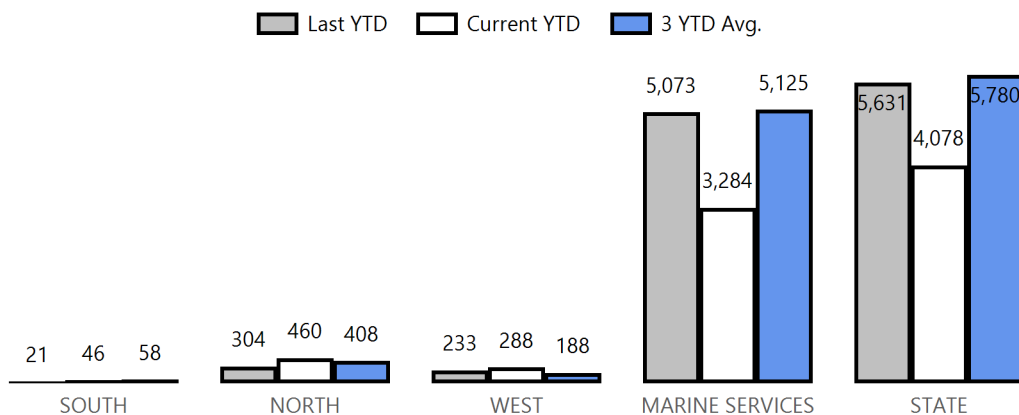 Last YTD Current YTD 3 YTD Avg.
5,073 5,125 5,631 5,780
4,078
3,284
304 460 408 233 288 188
21 46 58
SOUTH NORTH WEST MARINE SERVICES STATE